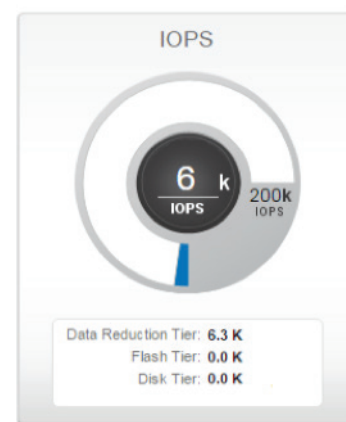 IOPS
6 k
IOPS
200k
IOPS
Data Reduction Tier: 6.3 K
Flash Tier: 0.0 K
Disk Tier: 0.0 K